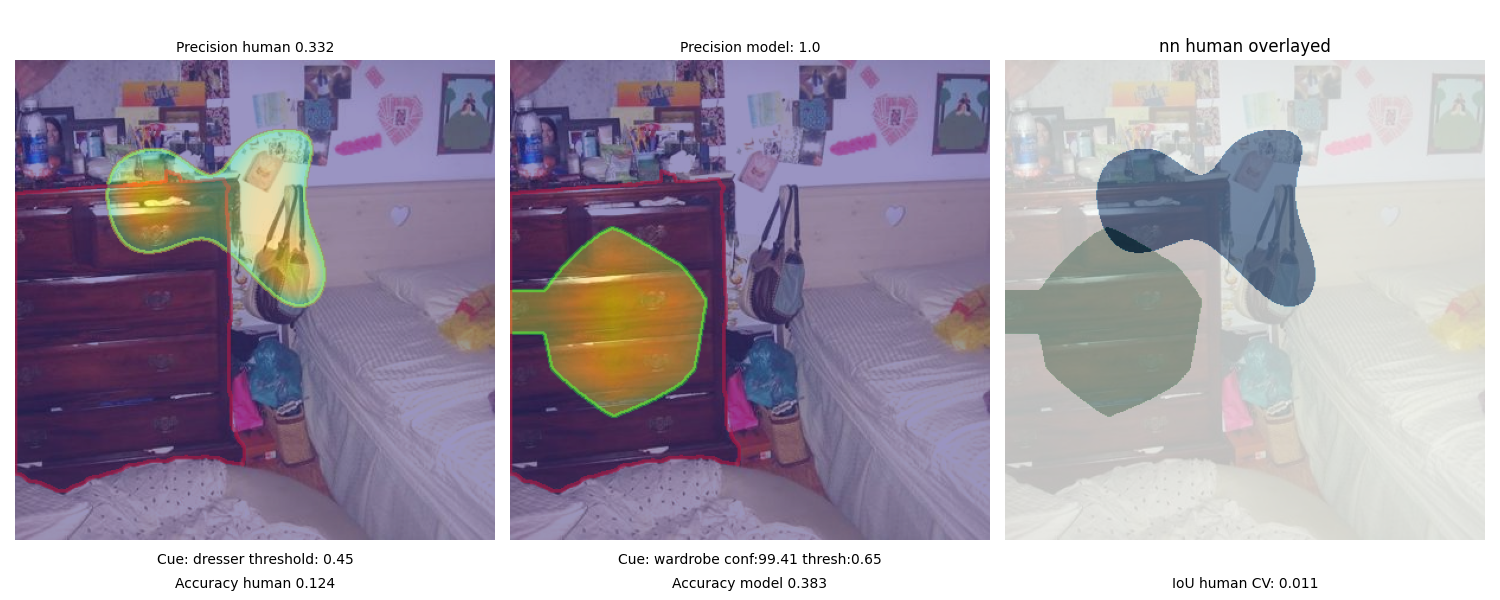 Precision human 0.332
Precision model: 1.0
nn human overlayed
Cue: dresser threshold: 0.45
Cue: wardrobe conf:99.41 thresh:0.65
Accuracy human 0.124
Accuracy model 0.383
IoU human CV: 0.011